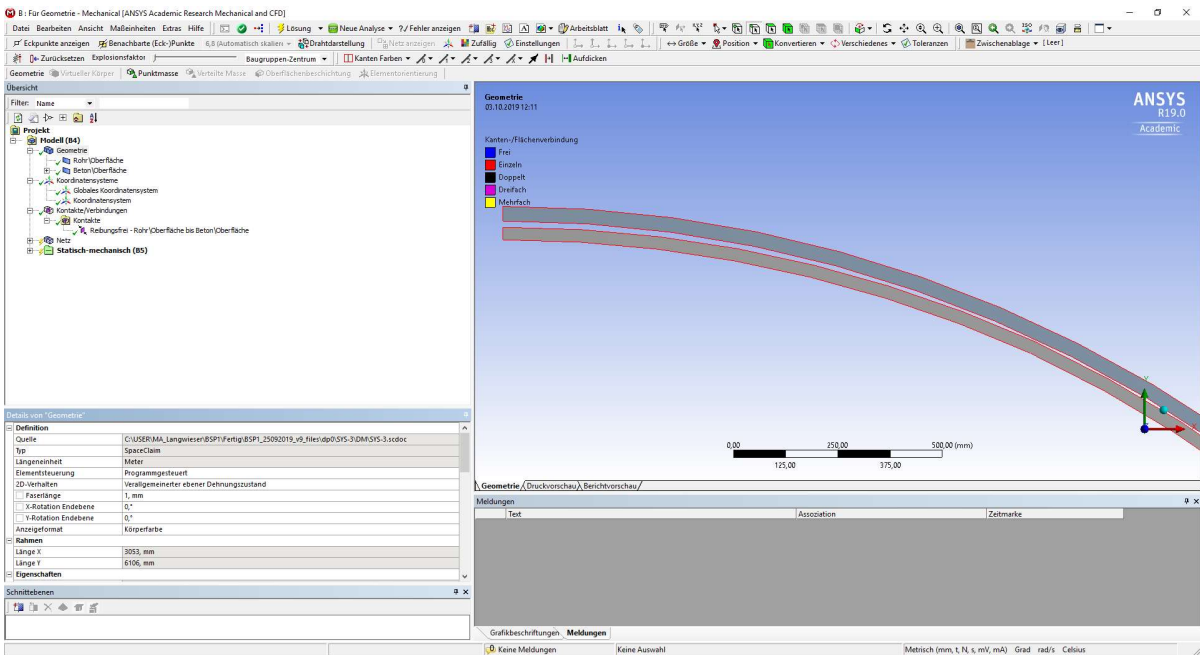 B : Für Geometrie - Mechanical [ANSYS Academic Research Mechanical and CFD]
Datei Bearbeiten Ansicht Maßeinheiten Extras Hilfe Lösung Neue Analyse ?/ Fehler anzeigen Arbeitsblatt
Eckpunkte anzeigen Benachbarte (Eck-)Punkte 6,8 (Automatisch skalieren Drahtdarstellung Netz anzeigen Zufällig Einstellungen Größe Position Konvertieren Verschiedenes Toleranzen Zwischenablage [Leer]
Zurücksetzen Explosionsfaktor Baugruppen-Zentrum Kanten Farben Aufdicken
Geometrie Virtueller Körper Punktmasse Verteilte Masse Oberflächenbeschichtung Elementorientierung
Übersicht
Filter: Name
Projekt
Modell (B4)
Geometrie
Rohr\Oberfläche
Beton\Oberfläche
Koordinatensysteme
Globales Koordinatensystem
Koordinatensystem
Kontakte/Verbindungen
Kontakte
Reibungsfrei - Rohr\Oberfläche bis Beton\Oberfläche
Netz
Statisch-mechanisch (B5)
Details von "Geometrie"
Definition
Quelle C:\USER\MA_Langwieser\BSP1\Fertig\BSP1_25092019_v9_files\dp0\SYS-3\DM\SYS-3.scdoc
Typ SpaceClaim
Längeneinheit Meter
Elementsteuerung Programmgesteuert
2D-Verhalten Verallgemeinerter ebener Dehnungszustand
Faserlänge 1, mm
X-Rotation Endebene 0,°
Y-Rotation Endebene 0,°
Anzeigeformat Körperfarbe
Rahmen
Länge X 3053, mm
Länge Y 6106, mm
Eigenschaften
Schnittebenen
Geometrie
03.10.2019 12:11
Kanten-/Flächenverbindung
Frei
Einzeln
Doppelt
Dreifach
Mehrfach
ANSYS
R19.0
Academic
Y
X
0,00 250,00 500,00 (mm)
125,00 375,00
Geometrie Druckvorschau Berichtvorschau
Meldungen
Text Assoziation Zeitmarke
Grafikbeschriftungen Meldungen
Keine Meldungen Keine Auswahl Metrisch (mm, t, N, s, mV, mA) Grad rad/s Celsius